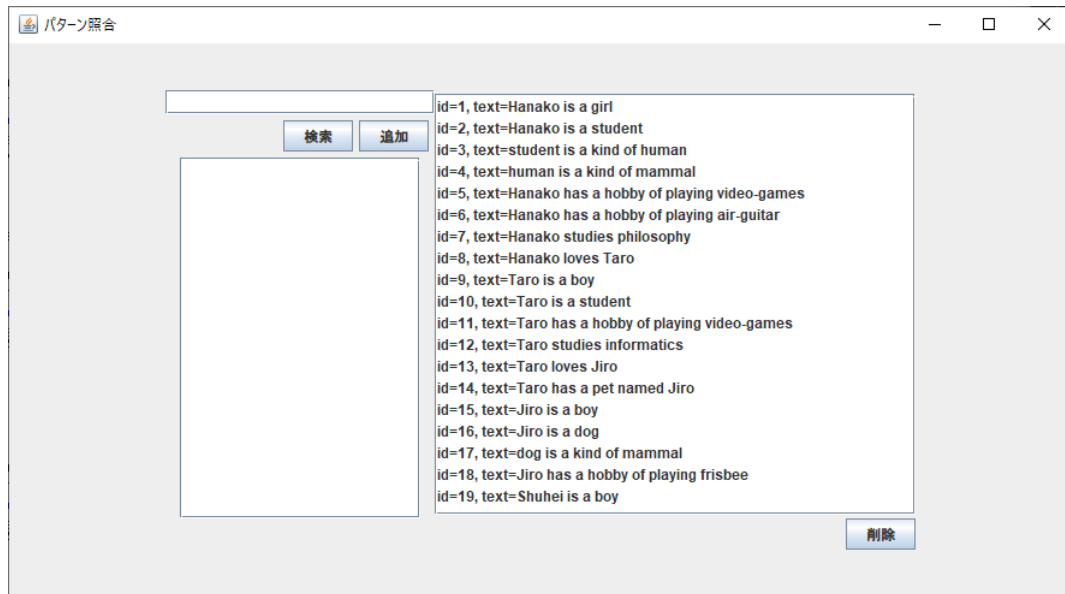 パターン照合
検索 追加
id=1, text=Hanako is a girl
id=2, text=Hanako is a student
id=3, text=student is a kind of human
id=4, text=human is a kind of mammal
id=5, text=Hanako has a hobby of playing video-games
id=6, text=Hanako has a hobby of playing air-guitar
id=7, text=Hanako studies philosophy
id=8, text=Hanako loves Taro
id=9, text=Taro is a boy
id=10, text=Taro is a student
id=11, text=Taro has a hobby of playing video-games
id=12, text=Taro studies informatics
id=13, text=Taro loves Jiro
id=14, text=Taro has a pet named Jiro
id=15, text=Jiro is a boy
id=16, text=Jiro is a dog
id=17, text=dog is a kind of mammal
id=18, text=Jiro has a hobby of playing frisbee
id=19, text=Shuhei is a boy
削除